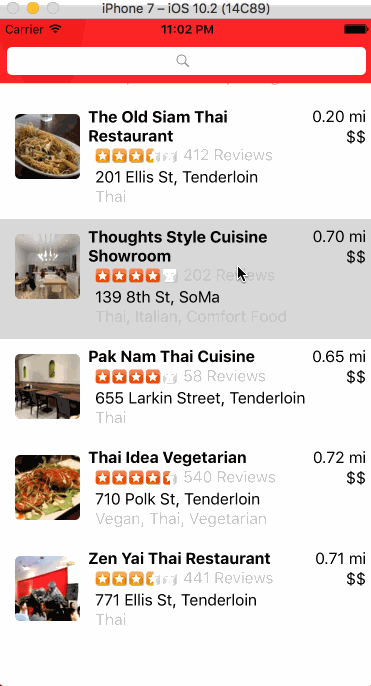 iPhone 7 – iOS 10.2 (14C89)
Carrier 11:02 PM
The Old Siam Thai 0.20 mi
Restaurant $$
412 Reviews
201 Ellis St, Tenderloin
Thai
Thoughts Style Cuisine 0.70 mi
Showroom $$
202 Reviews
139 8th St, SoMa
Thai, Italian, Comfort Food
Pak Nam Thai Cuisine 0.65 mi
58 Reviews $$
655 Larkin Street, Tenderloin
Thai
Thai Idea Vegetarian 0.72 mi
540 Reviews $$
710 Polk St, Tenderloin
Vegan, Thai, Vegetarian
Zen Yai Thai Restaurant 0.71 mi
441 Reviews $$
771 Ellis St, Tenderloin
Thai